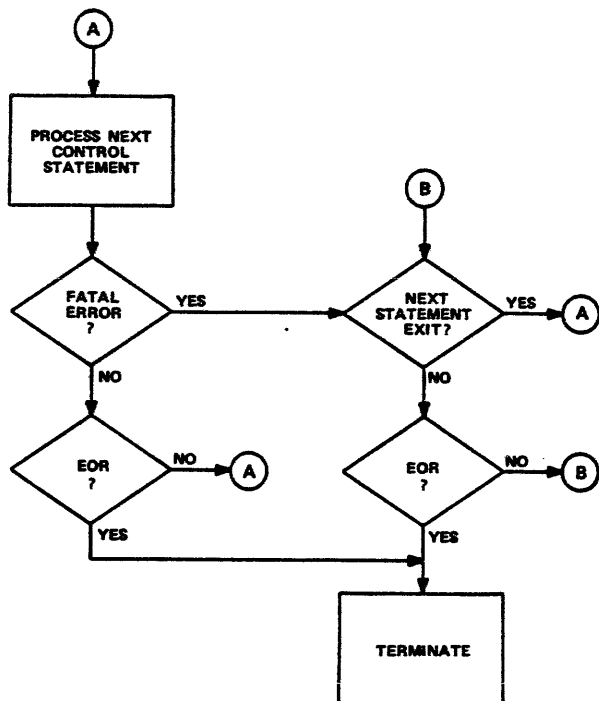 A
PROCESS NEXT
CONTROL
STATEMENT
B
FATAL
ERROR
?
YES
NEXT
STATEMENT
EXIT?
YES
A
NO
NO
EOR
?
NO
A
EOR
?
NO
B
YES
YES
TERMINATE